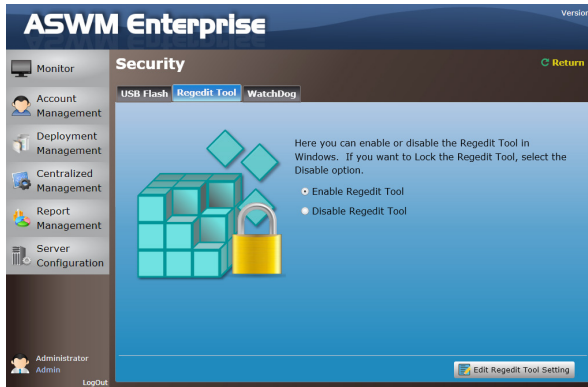 Version
ASWM Enterprise
Monitor
Account
Management
Deployment
Management
Centralized
Management
Report
Management
Server
Configuration
Administrator
Admin
LogOut
Security
Return
USB Flash
Regedit Tool
WatchDog
Here you can enable or disable the Regedit Tool in
Windows. If you want to Lock the Regedit Tool, select the
Disable option.
Enable Regedit Tool
Disable Regedit Tool
Edit Regedit Tool Setting